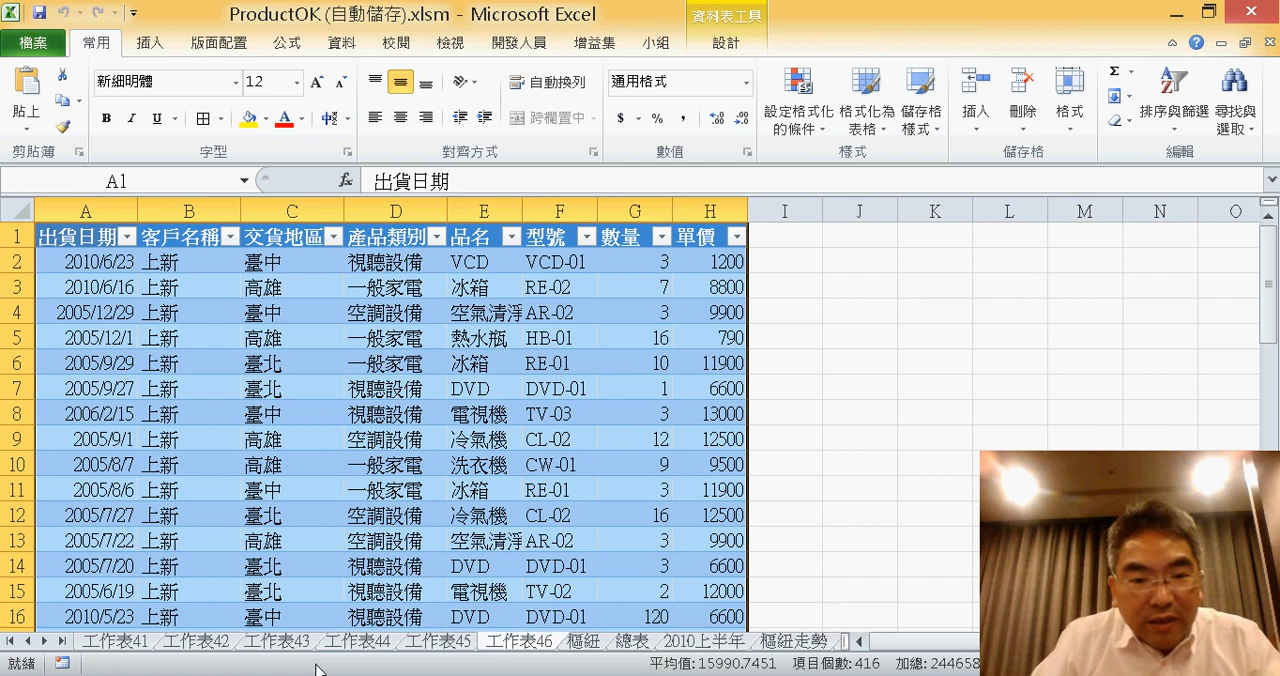 ProductOK (自動儲存).xlsm - Microsoft Excel
資料表工具
檔案 常用 插入 版面配置 公式 資料 校閱 檢視 開發人員 增益集 小組 設計
貼上
新細明體 12
B I U A 中
自動換列
跨欄置中
通用格式
$ % ,
設定格式化的條件
格式化為表格
儲存格樣式
插入 刪除 格式
Σ
排序與篩選
尋找與選取
剪貼簿 字型 對齊方式 數值 樣式 儲存格 編輯
A1 fx 出貨日期
A B C D E F G H I J K L M N O
1 出貨日期 客戶名稱 交貨地區 產品類別 品名 型號 數量 單價
2 2010/6/23 上新 臺中 視聽設備 VCD VCD-01 3 1200
3 2010/6/16 上新 高雄 一般家電 冰箱 RE-02 7 8800
4 2005/12/29 上新 臺中 空調設備 空氣清淨 AR-02 3 9900
5 2005/12/1 上新 高雄 一般家電 熱水瓶 HB-01 16 790
6 2005/9/29 上新 臺北 一般家電 冰箱 RE-01 10 11900
7 2005/9/27 上新 臺北 視聽設備 DVD DVD-01 1 6600
8 2006/2/15 上新 臺中 視聽設備 電視機 TV-03 3 13000
9 2005/9/1 上新 高雄 空調設備 冷氣機 CL-02 12 12500
10 2005/8/7 上新 高雄 一般家電 洗衣機 CW-01 9 9500
11 2005/8/6 上新 臺中 一般家電 冰箱 RE-01 3 11900
12 2005/7/27 上新 臺北 空調設備 冷氣機 CL-02 16 12500
13 2005/7/22 上新 高雄 空調設備 空氣清淨 AR-02 3 9900
14 2005/7/20 上新 臺北 視聽設備 DVD DVD-01 3 6600
15 2005/6/19 上新 臺北 視聽設備 電視機 TV-02 2 12000
16 2010/5/23 上新 臺中 視聽設備 DVD DVD-01 120 6600
工作表41 工作表42 工作表43 工作表44 工作表45 工作表46 樞紐 總表 2010上半年 樞紐走勢
就緒 平均值: 15990.7451 項目個數: 416 加總: 244658